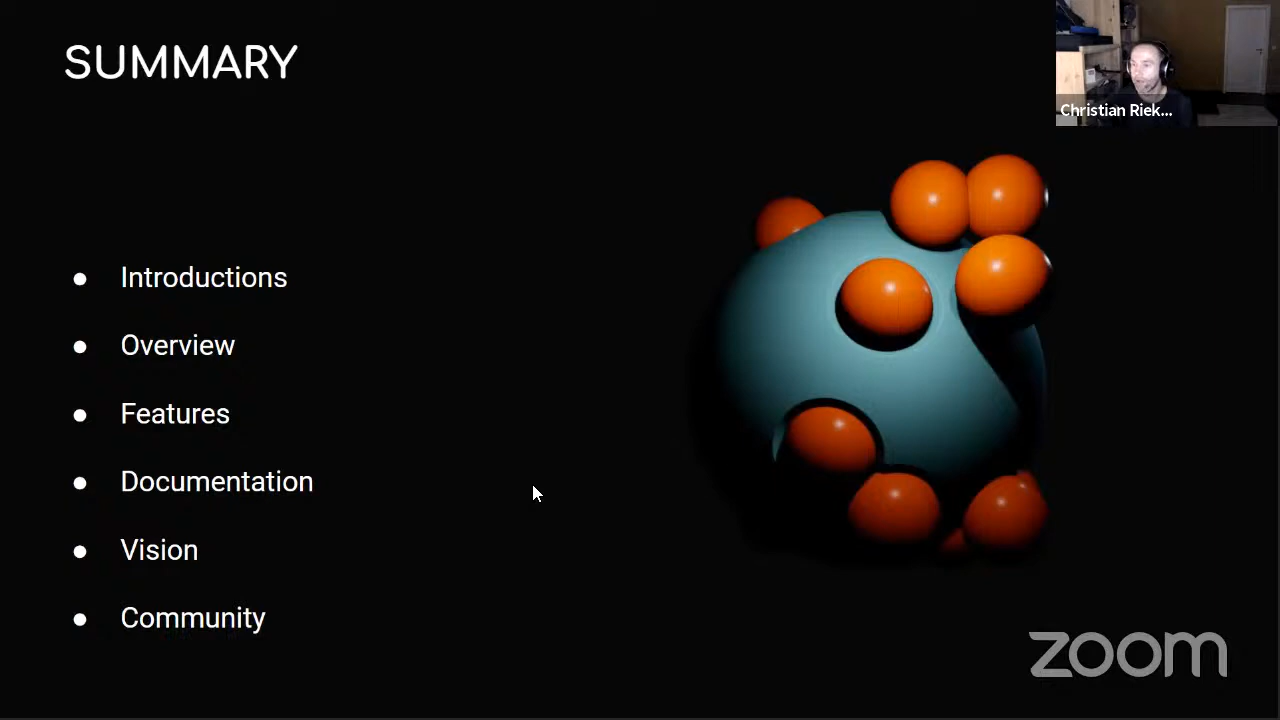 SUMMARY
Christian Riek...
● Introductions
● Overview
● Features
● Documentation
● Vision
● Community
zoom